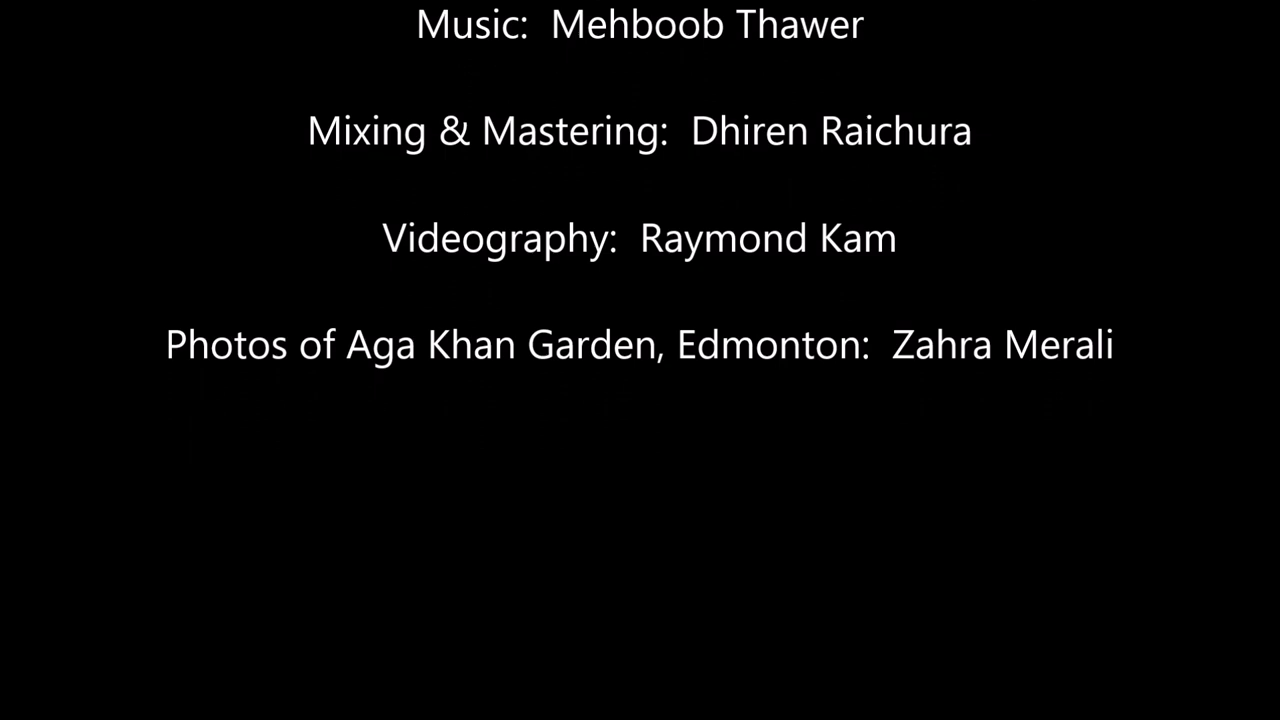 Music:  Mehboob Thawer
Mixing & Mastering:  Dhiren Raichura
Videography:  Raymond Kam
Photos of Aga Khan Garden, Edmonton:  Zahra Merali